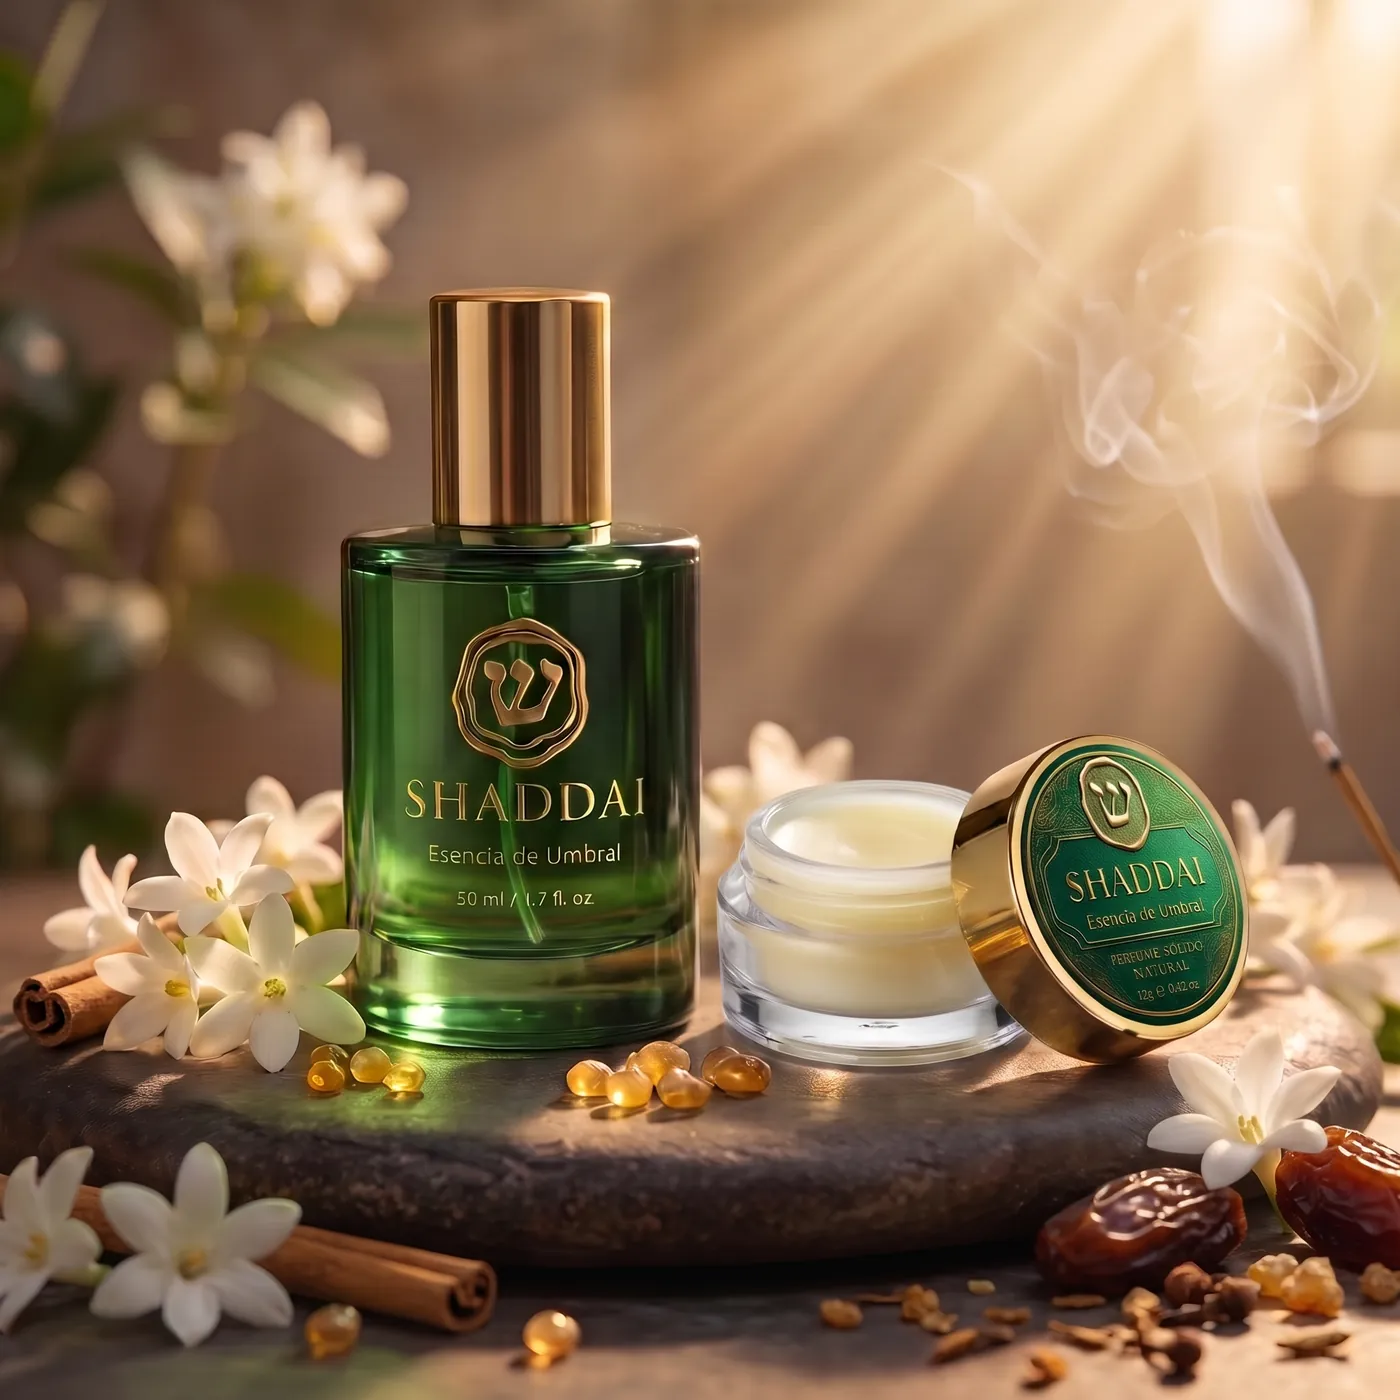 ש
SHADDAI
Esencia de Umbral
50 ml / 1.7 fl. oz
ש
SHADDAI
Esencia de Umbral
PERFUME SÓLIDO
NATURAL
12g e 0.42 oz